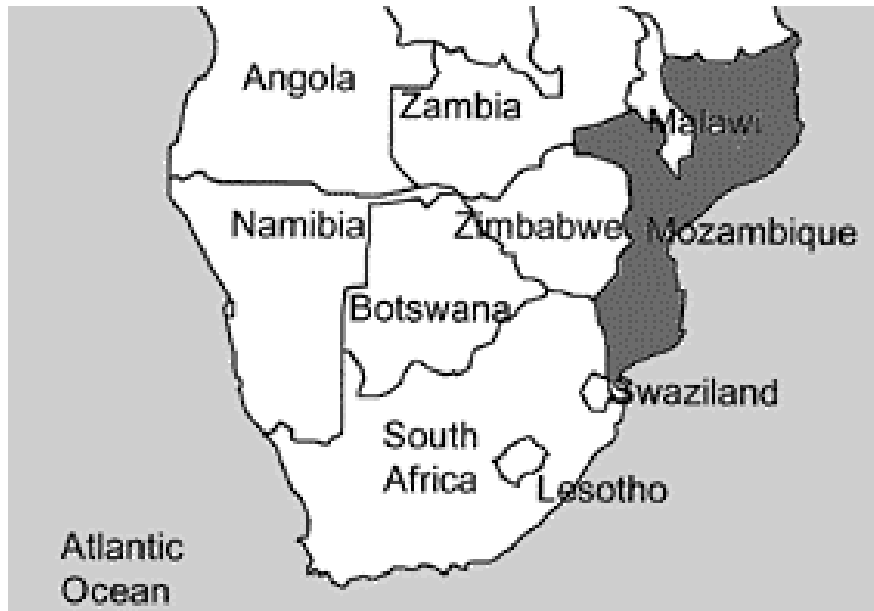 Angola
Zambia
Malawi
Namibia
Zimbabwe
Mozambique
Botswana
Swaziland
South
Africa
Lesotho
Atlantic
Ocean